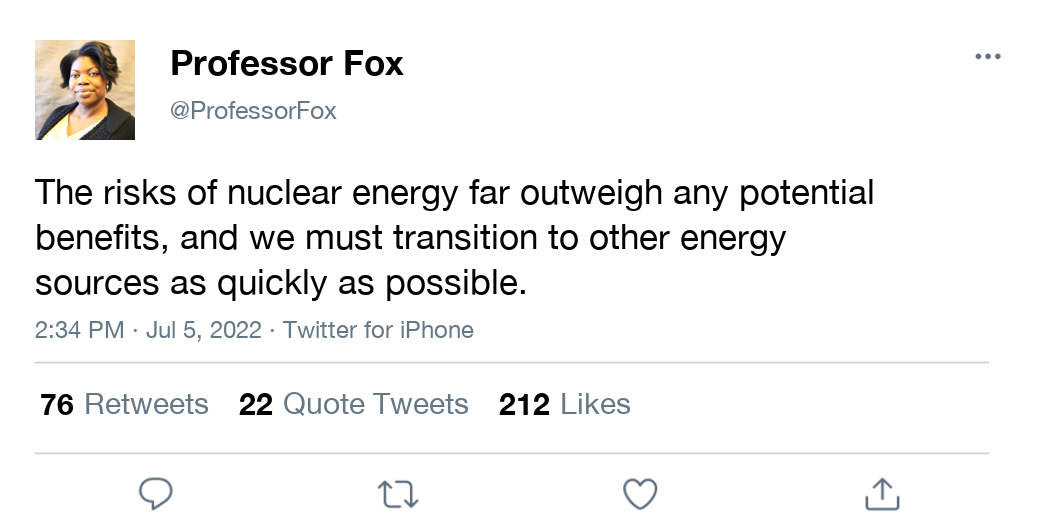 Professor Fox
@ProfessorFox
The risks of nuclear energy far outweigh any potential
benefits, and we must transition to other energy
sources as quickly as possible.
2:34 PM · Jul 5, 2022 · Twitter for iPhone
76 Retweets 22 Quote Tweets 212 Likes